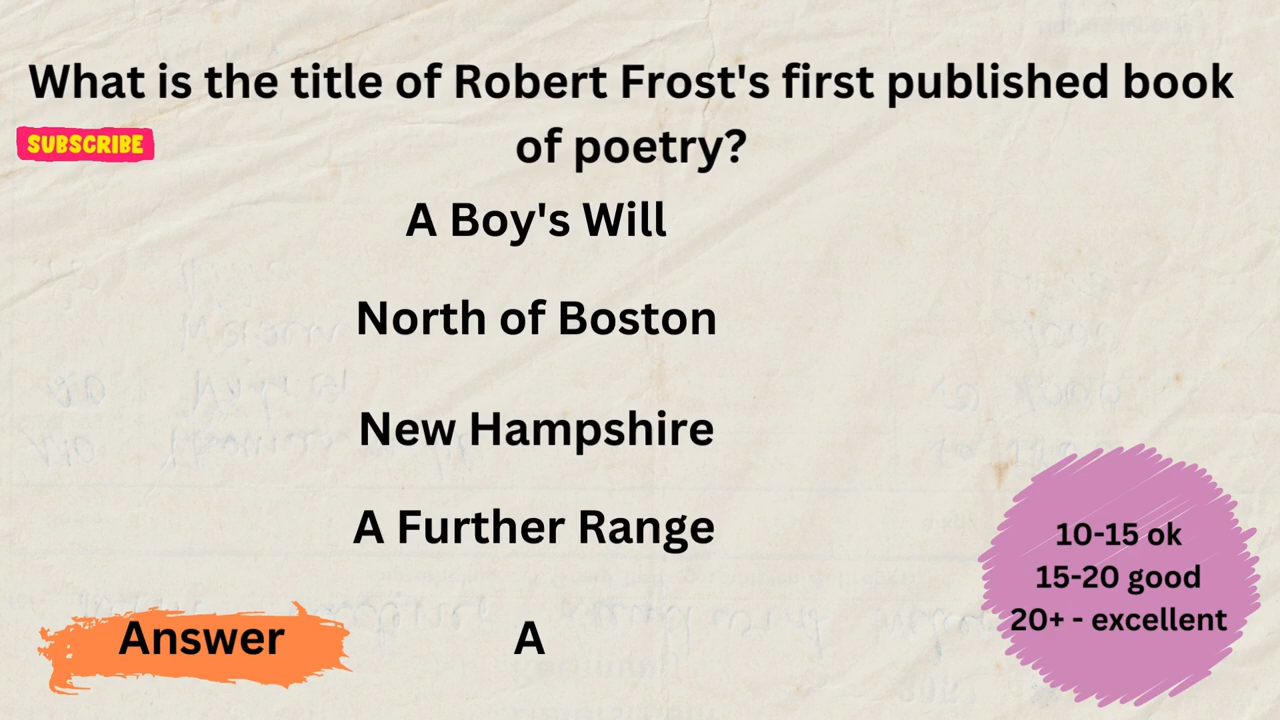 What is the title of Robert Frost's first published book
of poetry?
SUBSCRIBE
A Boy's Will
North of Boston
New Hampshire
A Further Range
10-15 ok
15-20 good
20+ - excellent
Answer
A